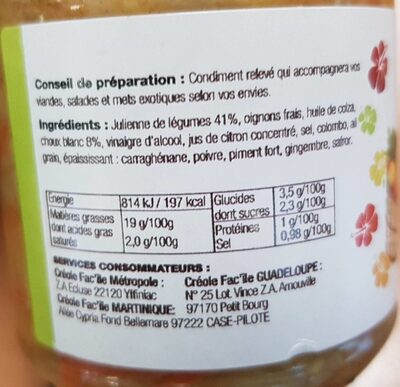 Conseil de préparation : Condiment relevé qui accompagnera vos
viandes, salades et mets exotiques selon vos envies.
Ingrédients : Julienne de légumes 41%, oignons frais, huile de colza,
choux blanc 8%, vinaigre d'alcool, jus de citron concentré, sel, colombo, ail
grain, épaississant : carraghénane, poivre, piment fort, gingembre, safran.
Energie 814 kJ / 197 kcal Glucides 3,5 g/100g
Matières grasses 19 g/100g dont sucres 2,3 g/100g
dont acides gras Protéines 1 g/100g
saturés 2,0 g/100g Sel 0,98 g/100g
SERVICES CONSOMMATEURS :
Créole Fac'île Métropole : Créole Fac'île GUADELOUPE :
Z.A Ecluse 22120 Yffiniac N° 25 Lot. Vince Z.A. Arnouville
Créole Fac'île MARTINIQUE: 97170 Petit Bourg
Allée Cypria Fond Bellemare 97222 CASE-PILOTE